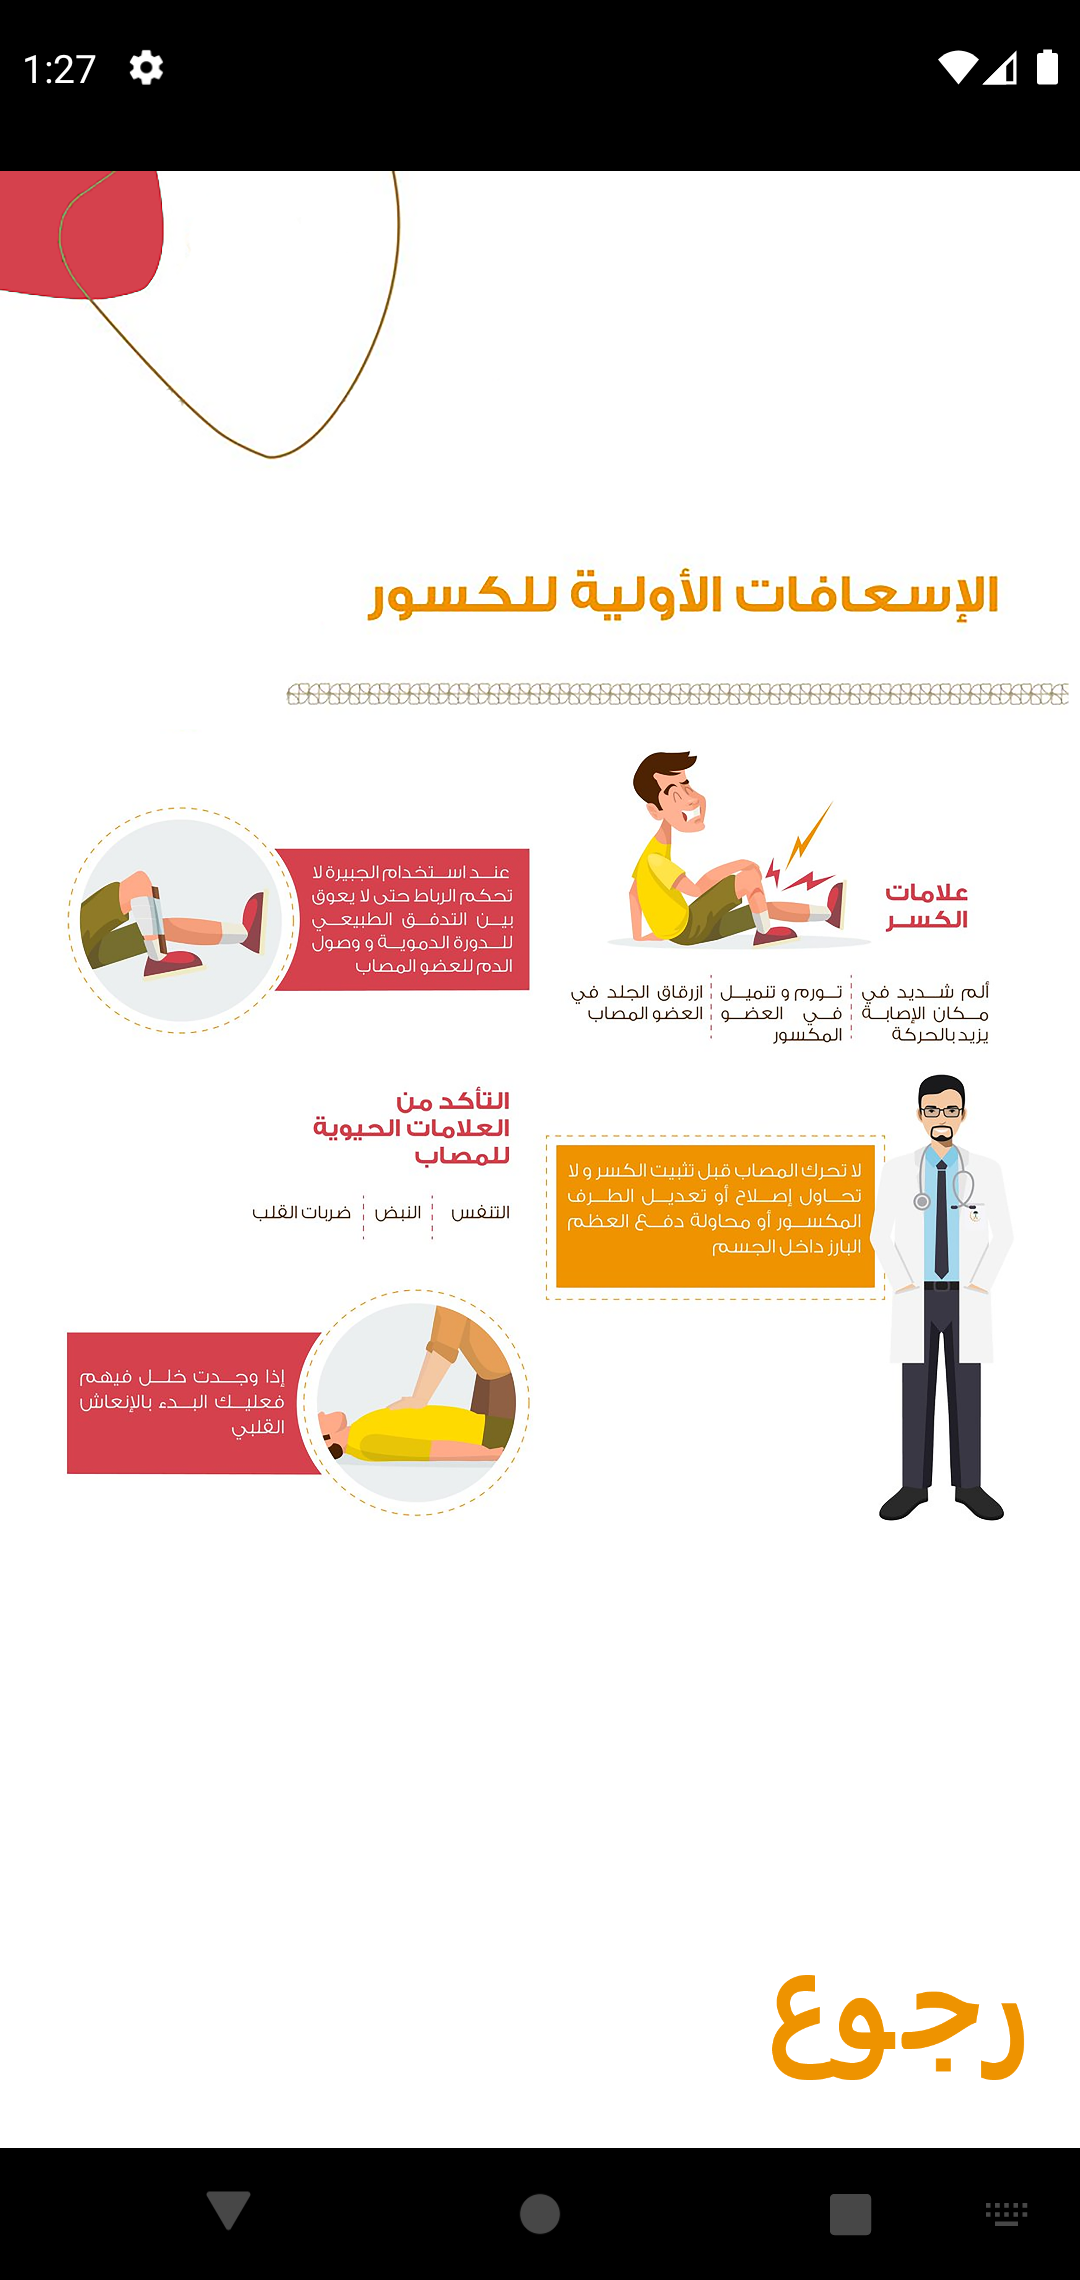 1:27
الإسعافات الأولية للكسور
علامات
الكسر
ألم شديد في
مكان الإصابة
يزيد بالحركة
تورم و تنميل
في العضو
المكسور
ازرقاق الجلد في
العضو المصاب
لا تحرك المصاب قبل تثبيت الكسر و لا
تحاول إصلاح أو تعديل الطرف
المكسور أو محاولة دفع العظم
البارز داخل الجسم
عند استخدام الجبيرة لا
تحكم الرباط حتى لا يعوق
بين التدفق الطبيعي
للدورة الدموية و وصول
الدم للعضو المصاب
التأكد من
العلامات الحيوية
للمصاب
التنفس
النبض
ضربات القلب
إذا وجدت خلل فيهم
فعليك البدء بالإنعاش
القلبي
رجوع